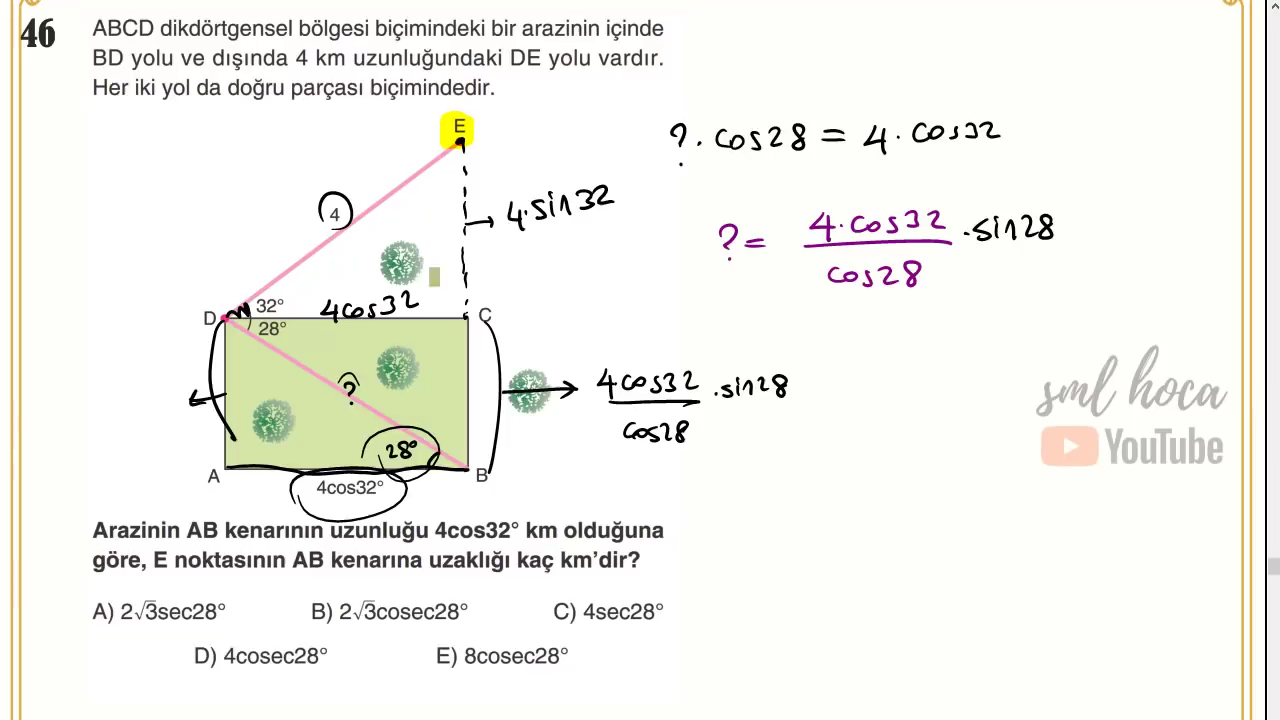 46
ABCD dikdörtgensel bölgesi biçimindeki bir arazinin içinde
BD yolu ve dışında 4 km uzunluğundaki DE yolu vardır.
Her iki yol da doğru parçası biçimindedir.
E
? . cos28 = 4 . cos32
4
4.sin32
? = 4.cos32 / cos28 .sin28
32°
4cos32
D
C
28°
?
4cos32 / cos28 .sin28
sml hoca
YouTube
28°
A
B
4cos32°
Arazinin AB kenarının uzunluğu 4cos32° km olduğuna
göre, E noktasının AB kenarına uzaklığı kaç km'dir?
A) 2√3sec28° B) 2√3cosec28° C) 4sec28°
D) 4cosec28° E) 8cosec28°